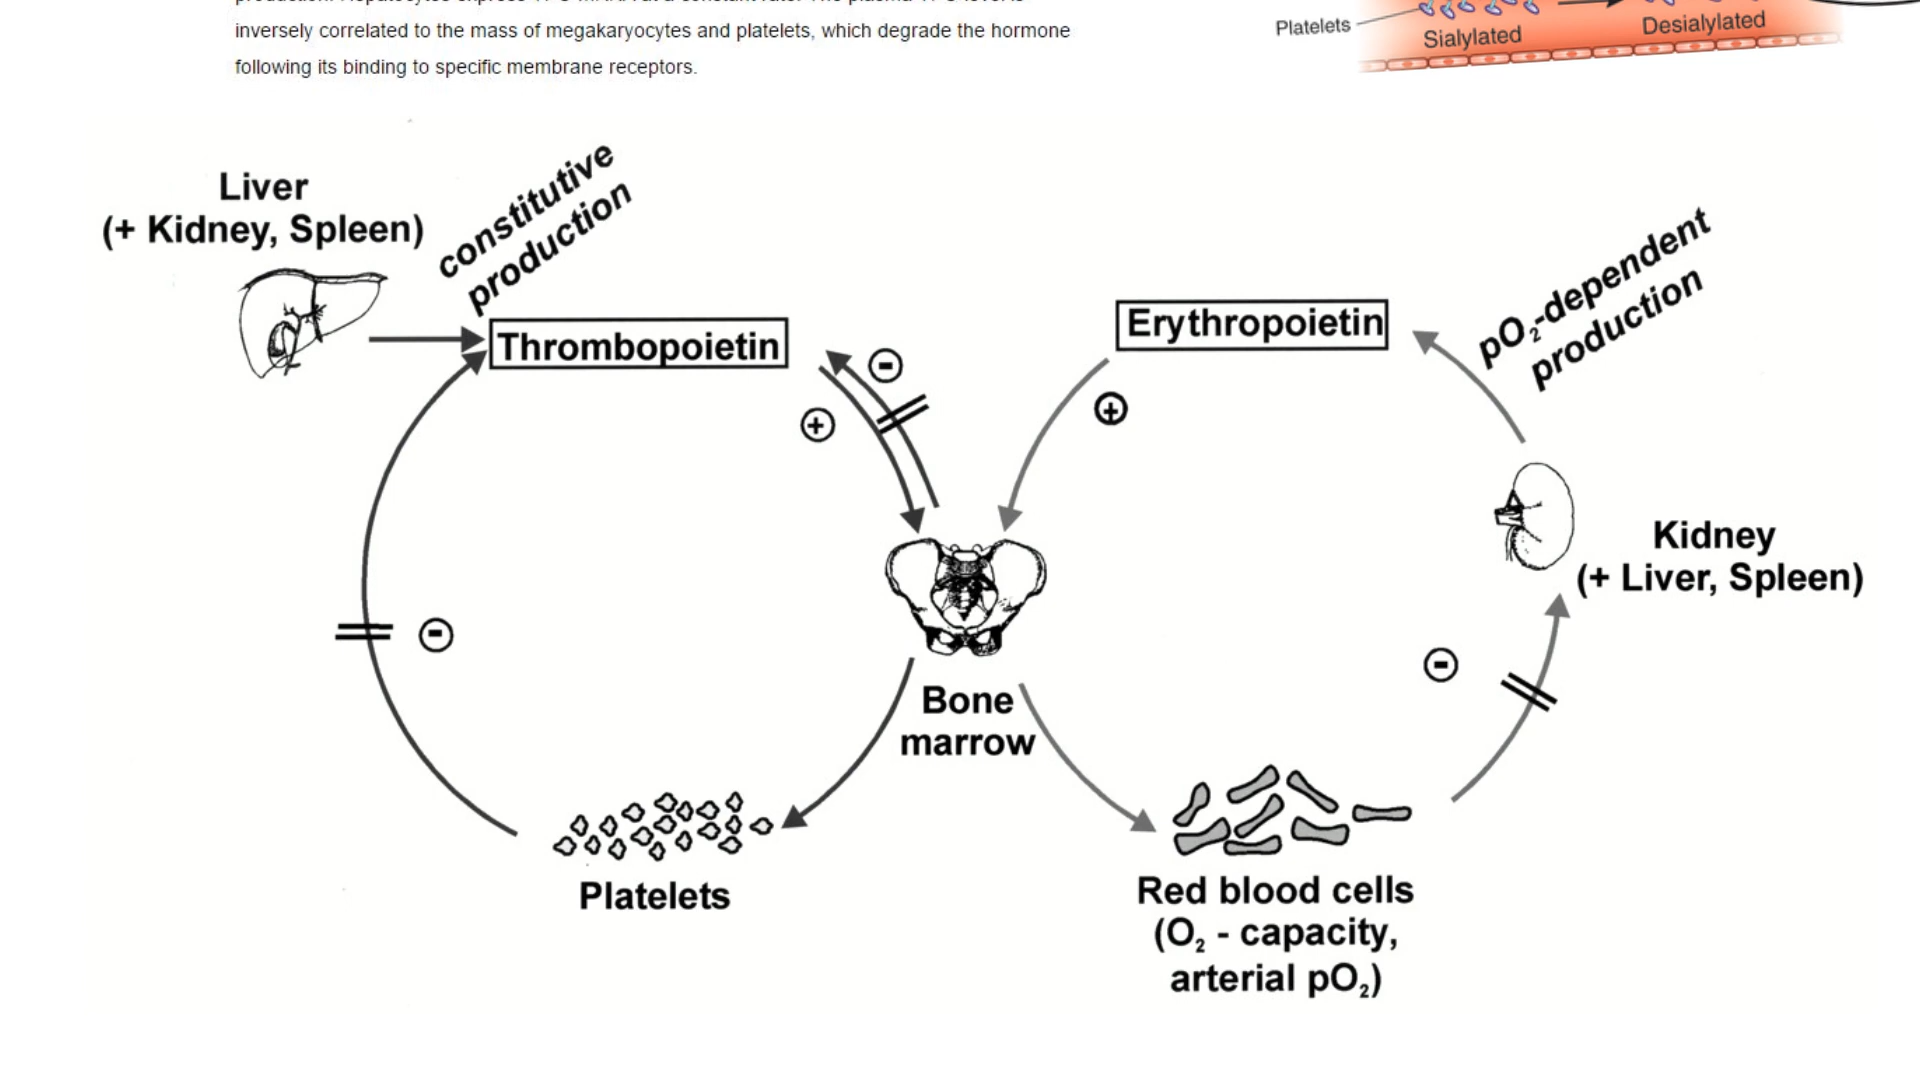 inversely correlated to the mass of megakaryocytes and platelets, which degrade the hormone
following its binding to specific membrane receptors.
Platelets
Sialylated
Desialylated
Liver
(+ Kidney, Spleen)
constitutive
production
Thrombopoietin
-
+
Erythropoietin
+
pO₂-dependent
production
Kidney
(+ Liver, Spleen)
-
-
Bone
marrow
Platelets
Red blood cells
(O₂ - capacity,
arterial pO₂)